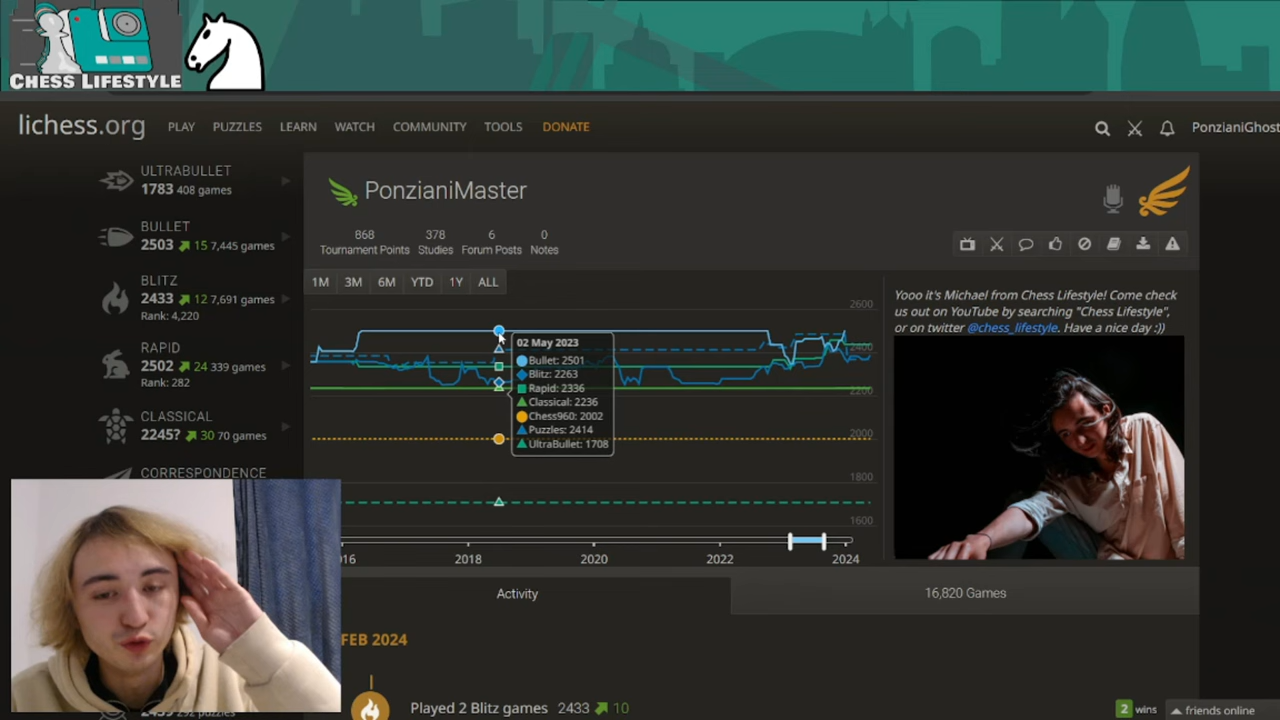 CHESS LIFESTYLE
lichess.org PLAY PUZZLES LEARN WATCH COMMUNITY TOOLS DONATE PonzianiGhost
ULTRABULLET
1783 408 games
BULLET
2503 15 7,445 games
BLITZ
2433 12 7,691 games
Rank: 4,220
RAPID
2502 24 339 games
Rank: 282
CLASSICAL
2245? 30 70 games
CORRESPONDENCE
292 puzzles
PonzianiMaster
868 378 6 0
Tournament Points Studies Forum Posts Notes
1M 3M 6M YTD 1Y ALL
2600
2400
2200
2000
1800
1600
02 May 2023
Bullet: 2501
Blitz: 2263
Rapid: 2336
Classical: 2236
Chess960: 2002
Puzzles: 2414
UltraBullet: 1708
16 2018 2020 2022 2024
Yooo it's Michael from Chess Lifestyle! Come check
us out on YouTube by searching "Chess Lifestyle",
or on twitter @chess_lifestyle. Have a nice day :))
Activity 16,820 Games
FEB 2024
Played 2 Blitz games 2433 10
2 wins
friends online